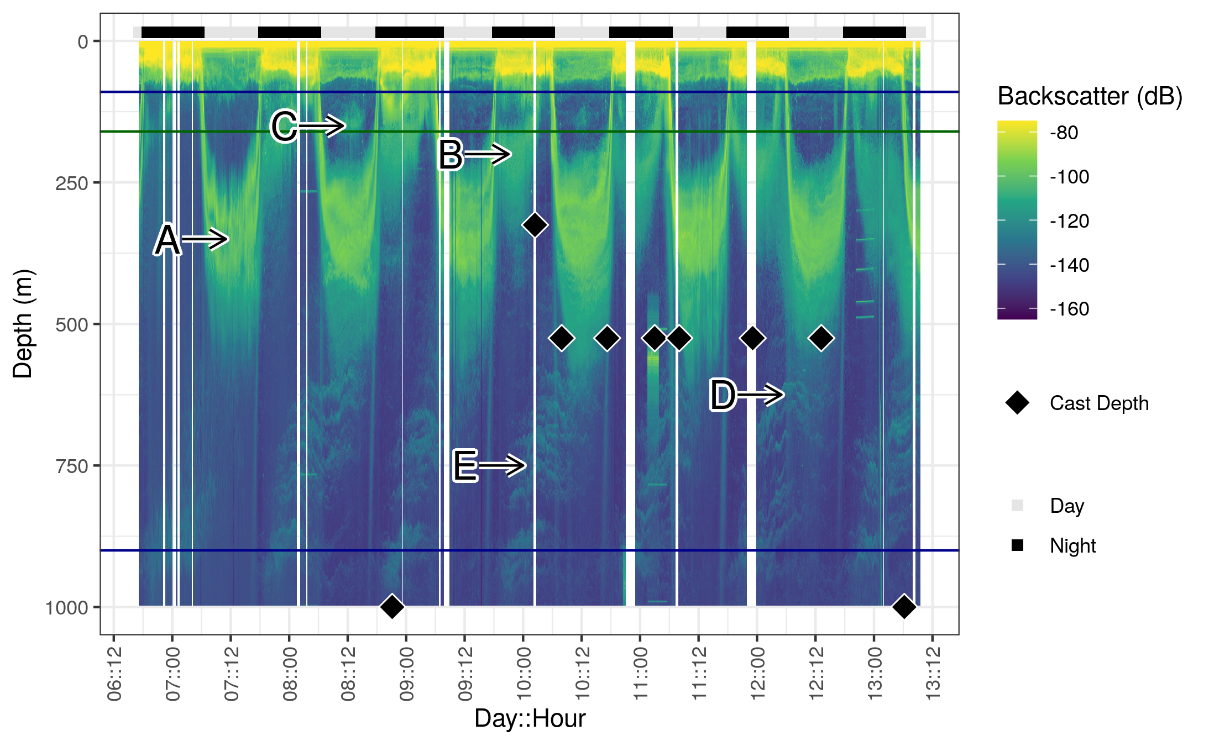 0
250
500
750
1000
Depth (m)
A
B
C
D
E
06::12
07::00
07::12
08::00
08::12
09::00
09::12
10::00
10::12
11::00
11::12
12::00
12::12
13::00
13::12
Day::Hour
Backscatter (dB)
-80
-100
-120
-140
-160
Cast Depth
Day
Night